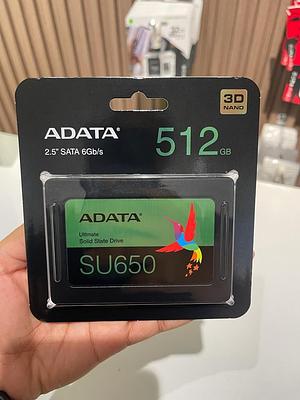 3D
NAND
ADATA®
2.5" SATA 6Gb/s
512 GB
ADATA®
Ultimate
Solid State Drive
SU650